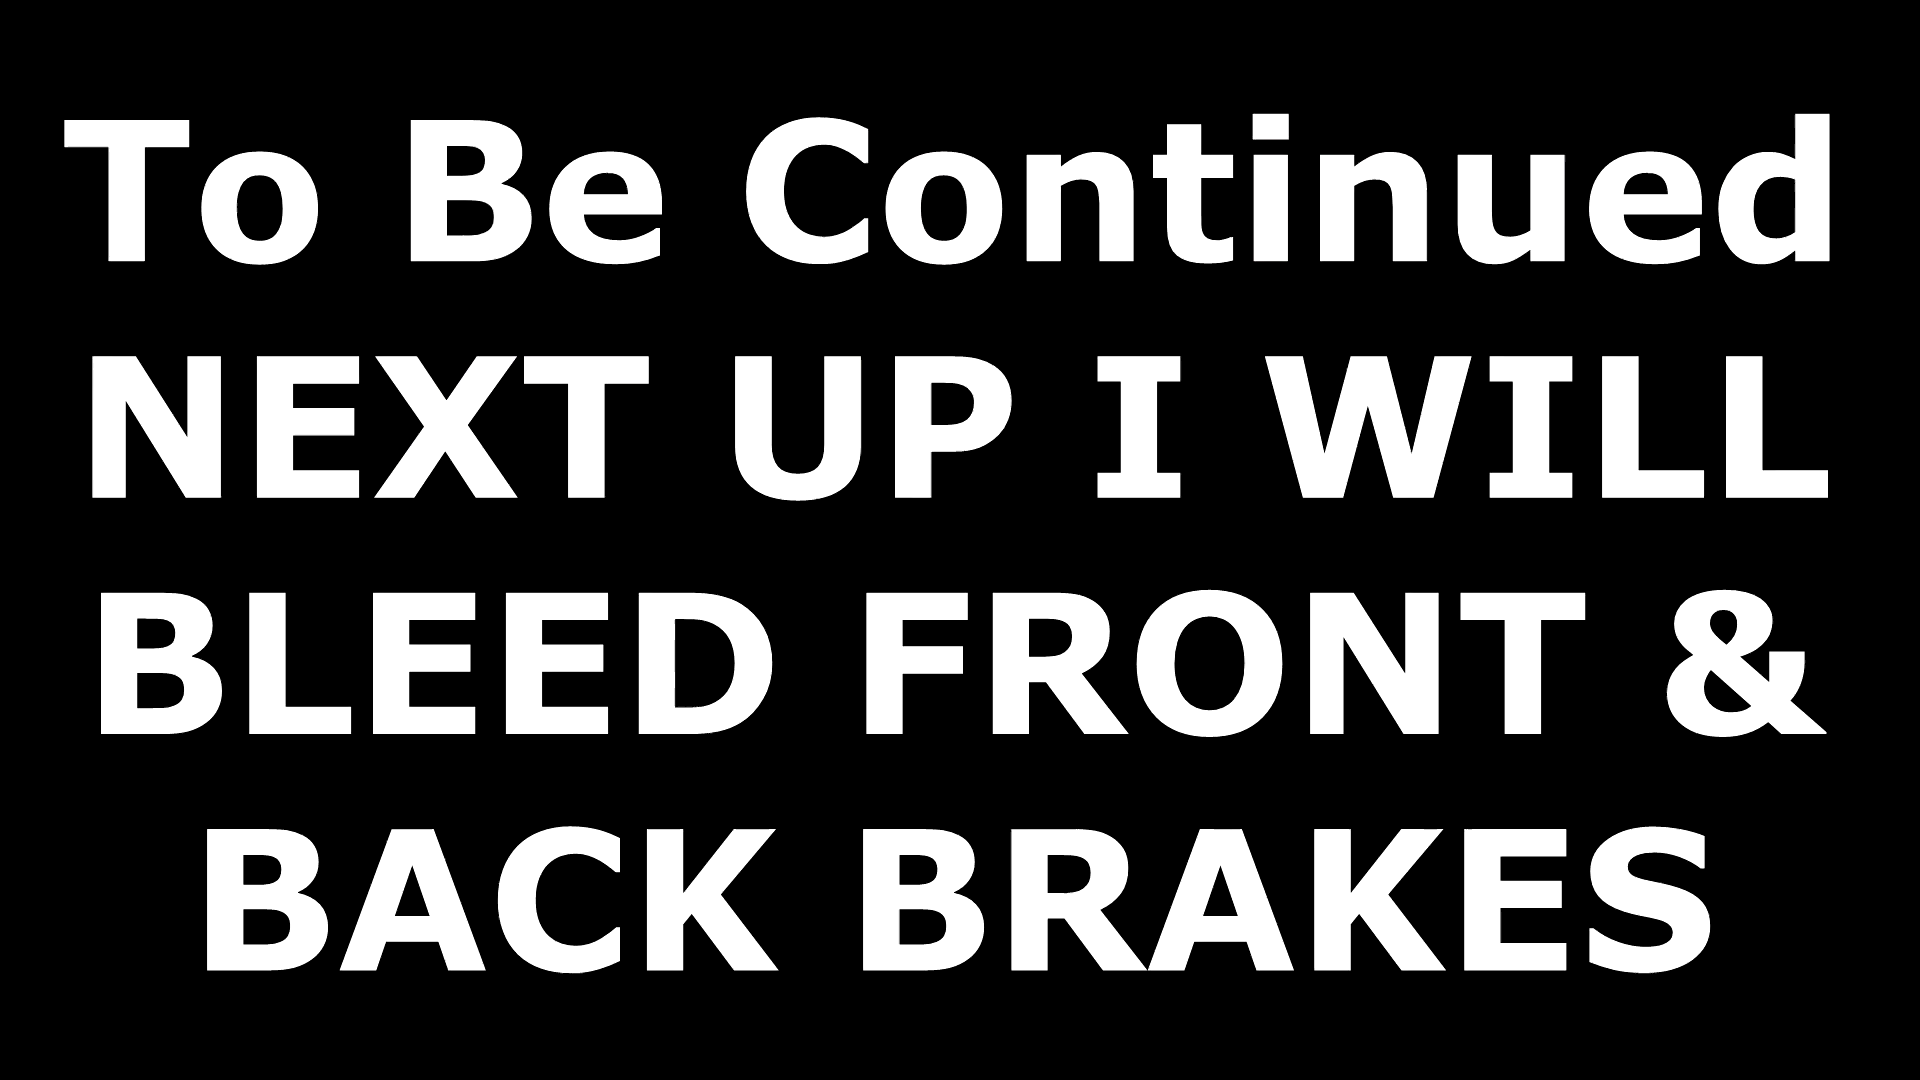 To Be Continued
NEXT UP I WILL
BLEED FRONT &
BACK BRAKES